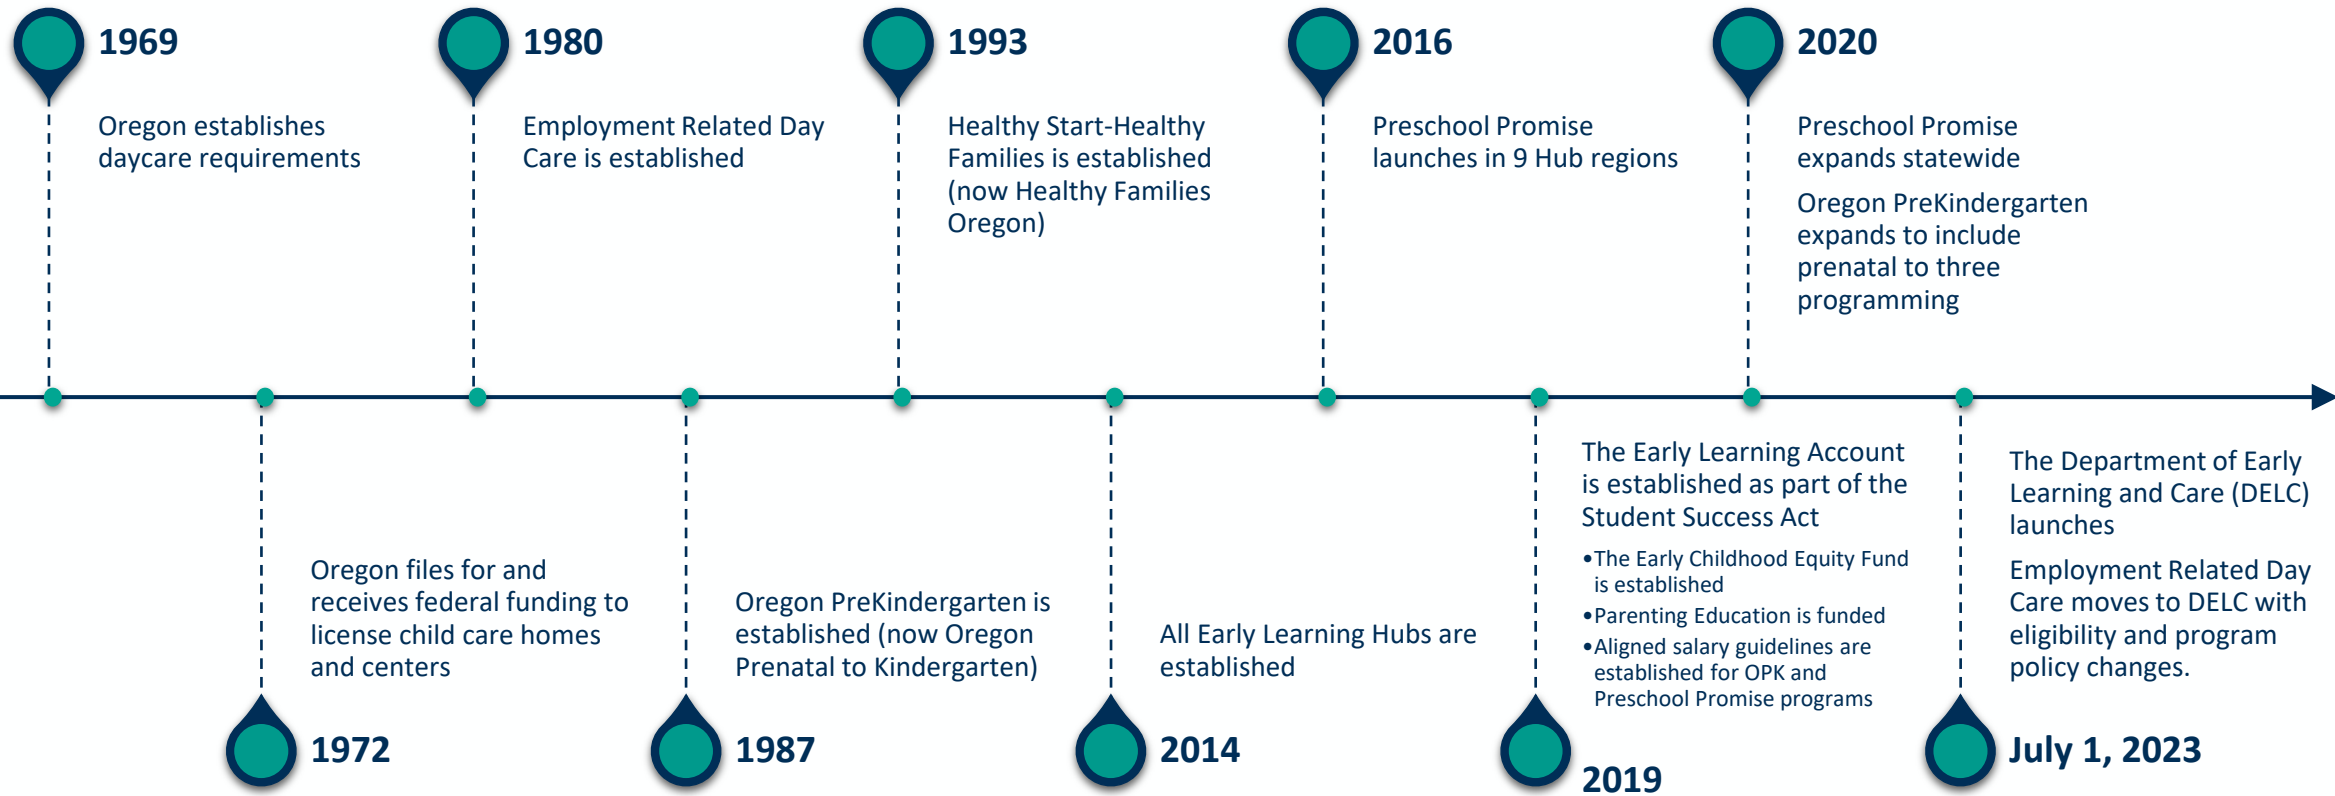 1969
Oregon establishes
daycare requirements
1980
Employment Related Day
Care is established
1993
Healthy Start-Healthy
Families is established
(now Healthy Families
Oregon)
2016
Preschool Promise
launches in 9 Hub regions
2020
Preschool Promise
expands statewide
Oregon PreKindergarten
expands to include
prenatal to three
programming
Oregon files for and
receives federal funding to
license child care homes
and centers
1972
Oregon PreKindergarten is
established (now Oregon
Prenatal to Kindergarten)
1987
All Early Learning Hubs are
established
2014
The Early Learning Account
is established as part of the
Student Success Act
•The Early Childhood Equity Fund
is established
•Parenting Education is funded
•Aligned salary guidelines are
established for OPK and
Preschool Promise programs
2019
The Department of Early
Learning and Care (DELC)
launches
Employment Related Day
Care moves to DELC with
eligibility and program
policy changes.
July 1, 2023